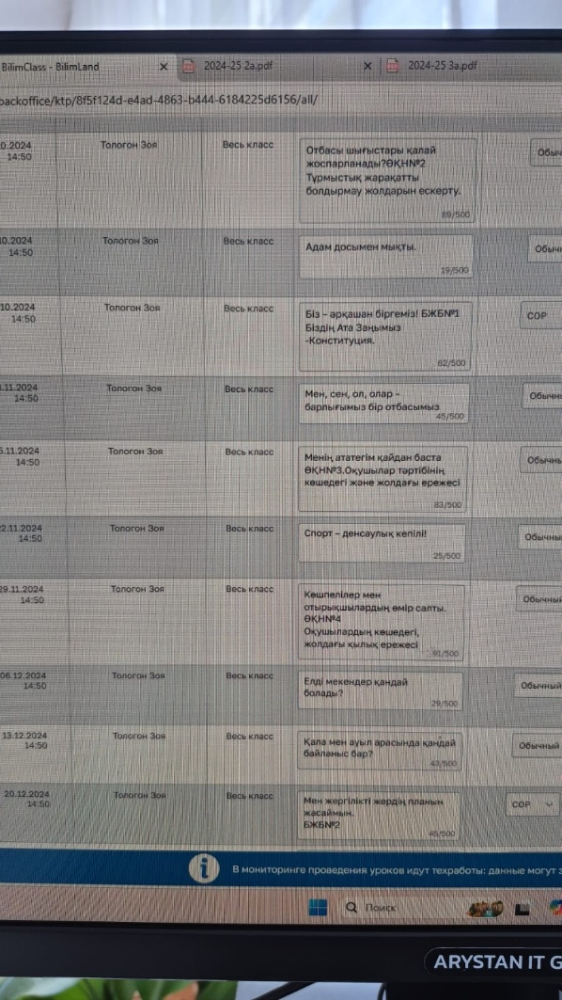 BilimClass - BilimLand
2024-25 2a.pdf
2024-25 3a.pdf
backoffice/ktp/8f5f124d-e4ad-4863-b444-6184225d6156/all/
0.2024
14:50
Тологон Зоя
Весь класс
Отбасы шығыстары қалай
жоспарланады?ӨҚН№2
Тұрмыстық жарақатты
болдырмау жолдарын ескерту.
89/500
Обыч
10.2024
14:50
Тологон Зоя
Весь класс
Адам досымен мықты.
19/500
Обычн
10.2024
14:50
Тологон Зоя
Весь класс
Біз – әрқашан біргеміз! БЖБ№1
Біздің Ата Заңымыз
-Конституция.
62/500
СОР
.11.2024
14:50
Тологон Зоя
Весь класс
Мен, сен, ол, олар –
барлығымыз бір отбасымыз
45/500
Обычнь
5.11.2024
14:50
Тологон Зоя
Весь класс
Менің ататегім қайдан баста
ӨҚН№3.Оқушылар тәртібінің
көшедегі және жолдағы ережесі
83/500
Обычнь
22.11.2024
14:50
Тологон Зоя
Весь класс
Спорт – денсаулық кепілі!
25/500
Обычны
29.11.2024
14:50
Тологон Зоя
Весь класс
Көшпелілер мен
отырықшылардың өмір салты.
ӨҚН№4
Оқушылардың көшедегі,
жолдағы қылық ережесі
91/500
Обычный
06.12.2024
14:50
Тологон Зоя
Весь класс
Елді мекендер қандай
болады?
29/500
Обычный
13.12.2024
14:50
Тологон Зоя
Весь класс
Қала мен ауыл арасында қандай
байланыс бар?
43/500
Обычный
20.12.2024
14:50
Тологон Зоя
Весь класс
Мен жергілікті жердің планын
жасаймын.
БЖБ№2
45/500
СОР
В мониторинге проведения уроков идут техработы: данные могут
Поиск
ARYSTAN IT G